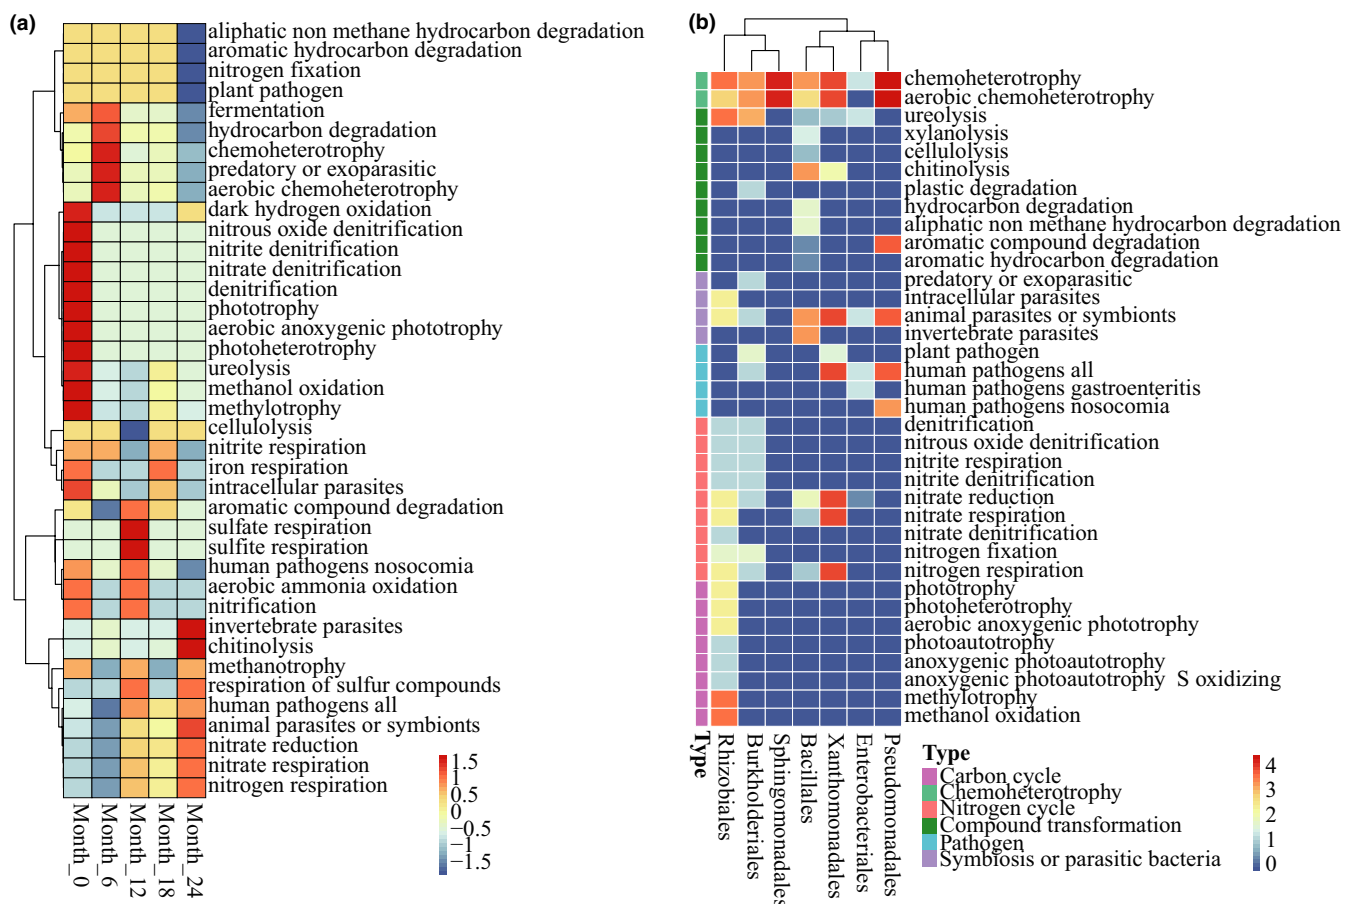 (a)
aliphatic non methane hydrocarbon degradation
aromatic hydrocarbon degradation
nitrogen fixation
plant pathogen
fermentation
hydrocarbon degradation
chemoheterotrophy
predatory or exoparasitic
aerobic chemoheterotrophy
dark hydrogen oxidation
nitrous oxide denitrification
nitrite denitrification
nitrate denitrification
denitrification
phototrophy
aerobic anoxygenic phototrophy
photoheterotrophy
ureolysis
methanol oxidation
methylotrophy
cellulolysis
nitrite respiration
iron respiration
intracellular parasites
aromatic compound degradation
sulfate respiration
sulfite respiration
human pathogens nosocomia
aerobic ammonia oxidation
nitrification
invertebrate parasites
chitinolysis
methanotrophy
respiration of sulfur compounds
human pathogens all
animal parasites or symbionts
nitrate reduction
nitrate respiration
nitrogen respiration
Month_0
Month_6
Month_12
Month_18
Month_24
1.5
1
0.5
0
−0.5
−1
−1.5
(b)
chemoheterotrophy
aerobic chemoheterotrophy
ureolysis
xylanolysis
cellulolysis
chitinolysis
plastic degradation
hydrocarbon degradation
aliphatic non methane hydrocarbon degradation
aromatic compound degradation
aromatic hydrocarbon degradation
predatory or exoparasitic
intracellular parasites
animal parasites or symbionts
invertebrate parasites
plant pathogen
human pathogens all
human pathogens gastroenteritis
human pathogens nosocomia
denitrification
nitrous oxide denitrification
nitrite respiration
nitrite denitrification
nitrate reduction
nitrate respiration
nitrate denitrification
nitrogen fixation
nitrogen respiration
phototrophy
photoheterotrophy
aerobic anoxygenic phototrophy
photoautotrophy
anoxygenic photoautotrophy
anoxygenic photoautotrophy S oxidizing
methylotrophy
methanol oxidation
Type
Rhizobiales
Burkholderiales
Sphingomonadales
Bacillales
Xanthomonadales
Enterobacteriales
Pseudomonadales
Type
Carbon cycle
Chemoheterotrophy
Nitrogen cycle
Compound transformation
Pathogen
Symbiosis or parasitic bacteria
4
3
2
1
0